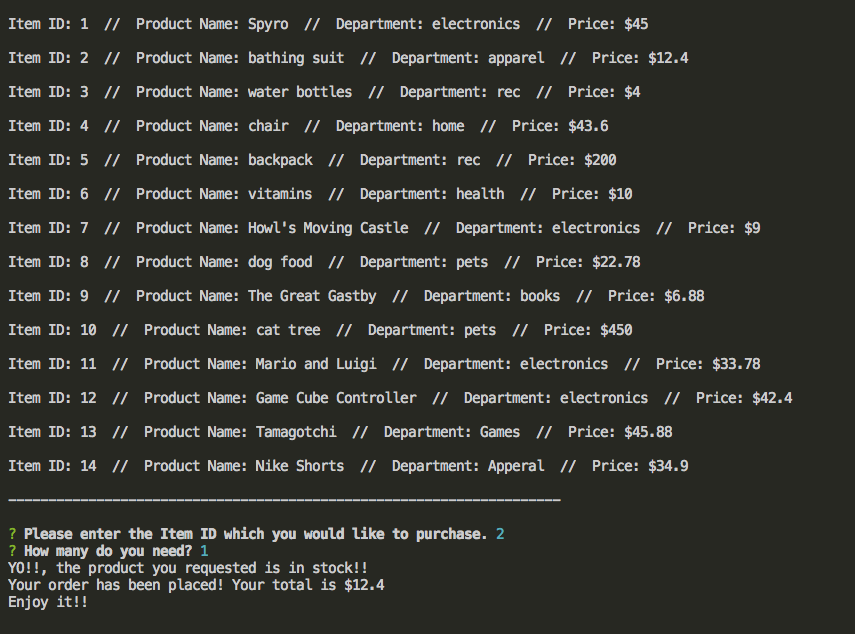 Item ID: 1  //  Product Name: Spyro  //  Department: electronics  //  Price: $45
Item ID: 2  //  Product Name: bathing suit  //  Department: apparel  //  Price: $12.4
Item ID: 3  //  Product Name: water bottles  //  Department: rec  //  Price: $4
Item ID: 4  //  Product Name: chair  //  Department: home  //  Price: $43.6
Item ID: 5  //  Product Name: backpack  //  Department: rec  //  Price: $200
Item ID: 6  //  Product Name: vitamins  //  Department: health  //  Price: $10
Item ID: 7  //  Product Name: Howl's Moving Castle  //  Department: electronics  //  Price: $9
Item ID: 8  //  Product Name: dog food  //  Department: pets  //  Price: $22.78
Item ID: 9  //  Product Name: The Great Gastby  //  Department: books  //  Price: $6.88
Item ID: 10  //  Product Name: cat tree  //  Department: pets  //  Price: $450
Item ID: 11  //  Product Name: Mario and Luigi  //  Department: electronics  //  Price: $33.78
Item ID: 12  //  Product Name: Game Cube Controller  //  Department: electronics  //  Price: $42.4
Item ID: 13  //  Product Name: Tamagotchi  //  Department: Games  //  Price: $45.88
Item ID: 14  //  Product Name: Nike Shorts  //  Department: Apperal  //  Price: $34.9
_____________________________________________________________________
? Please enter the Item ID which you would like to purchase. 2
? How many do you need? 1
YO!!, the product you requested is in stock!!
Your order has been placed! Your total is $12.4
Enjoy it!!